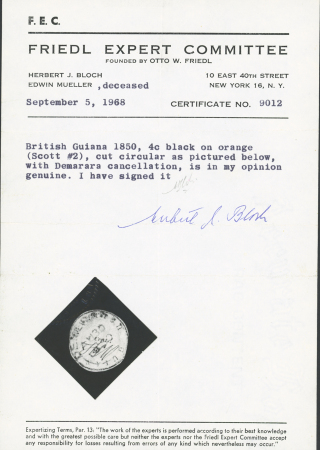 F. E. C.
FRIEDL EXPERT COMMITTEE
FOUNDED BY OTTO W. FRIEDL
HERBERT J. BLOCH 10 EAST 40TH STREET
EDWIN MUELLER ,deceased NEW YORK 16, N. Y.
September 5, 1968 CERTIFICATE NO. 9012
British Guiana 1850, 4c black on orange
(Scott #2), cut circular as pictured below,
with Demarara cancellation, is in my opinion
genuine. I have signed it
Herbert J. Bloch
Expertizing Terms, Par. 13: "The work of the experts is performed according to their best knowledge
and with the greatest possible care but neither the experts nor the Friedl Expert Committee accept
any responsibility for losses resulting from errors of any kind which nevertheless may occur."